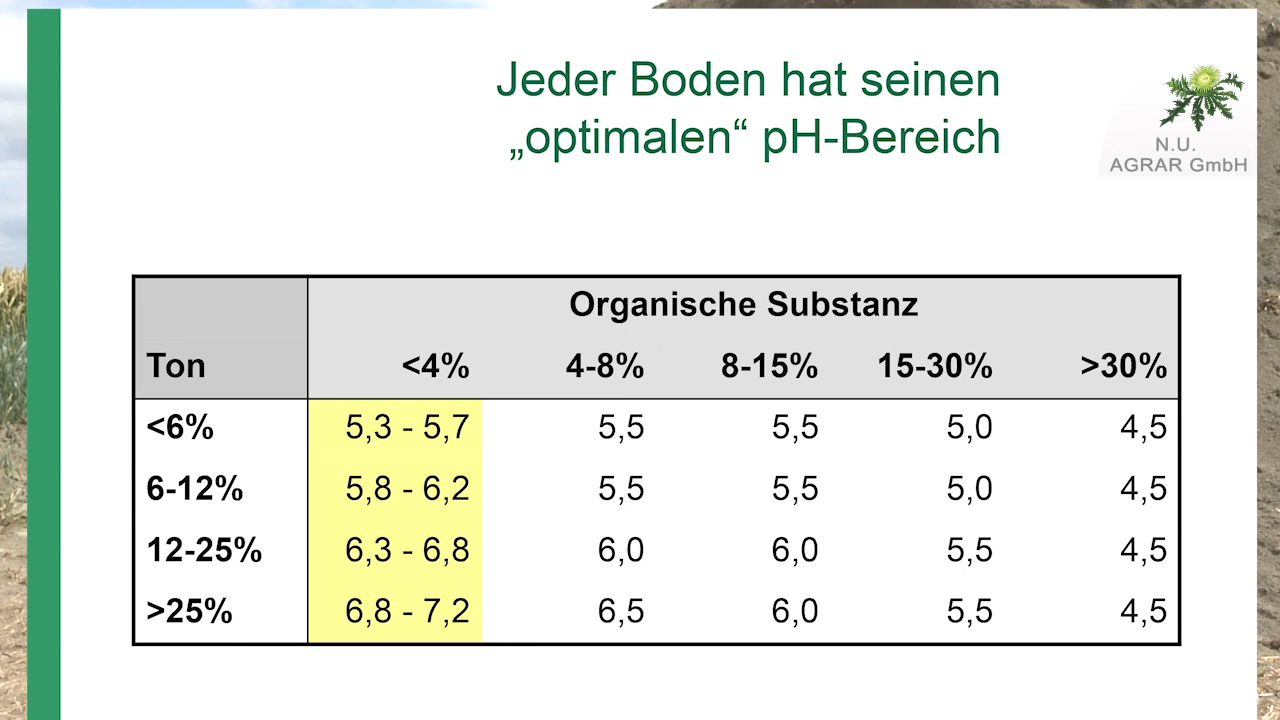 Jeder Boden hat seinen
„optimalen“ pH-Bereich
N.U.
AGRAR GmbH
Organische Substanz
Ton <4% 4-8% 8-15% 15-30% >30%
<6% 5,3 - 5,7 5,5 5,5 5,0 4,5
6-12% 5,8 - 6,2 5,5 5,5 5,0 4,5
12-25% 6,3 - 6,8 6,0 6,0 5,5 4,5
>25% 6,8 - 7,2 6,5 6,0 5,5 4,5